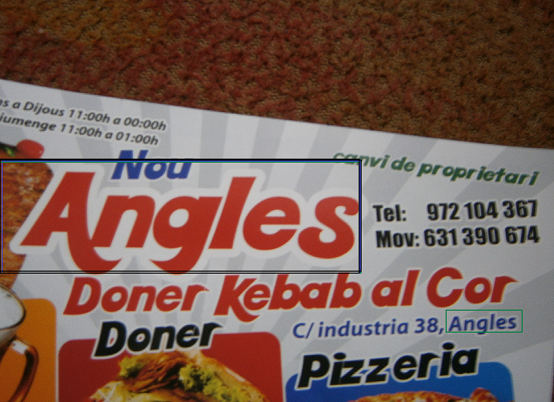 a Dijous 11:00h a 00:00h
11:00h a 01:00h
Nou
canvi de proprietari
Angles
Tel: 972 104 367
Mov: 631 390 674
Doner Kebab al Cor
C/ industria 38, Angles
Doner
Pizzeria